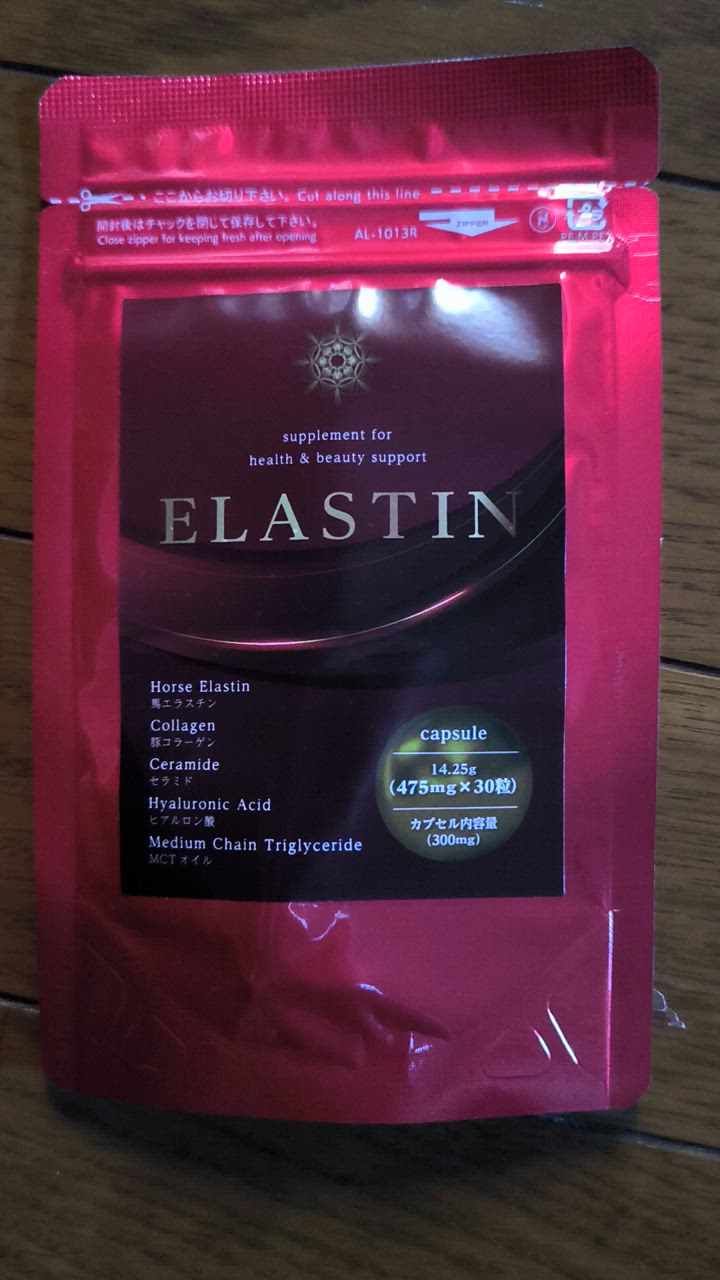 ここからお切り下さい。Cut along this line
開封後はチャックを閉じて保存して下さい。
Close zipper for keeping fresh after opening
AL-1013R
ZIPPER
プラ
PE,M,PET
supplement for
health & beauty support
ELASTIN
Horse Elastin
馬エラスチン
Collagen
豚コラーゲン
Ceramide
セラミド
Hyaluronic Acid
ヒアルロン酸
Medium Chain Triglyceride
MCTオイル
capsule
14.25g
(475mg×30粒)
カプセル内容量
(300mg)